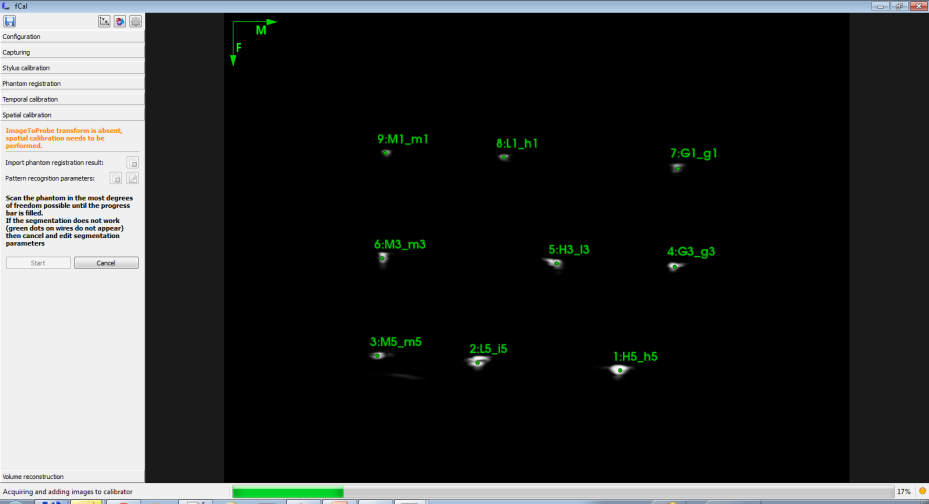 fCal
Configuration
Capturing
Stylus calibration
Phantom registration
Temporal calibration
Spatial calibration
ImageToProbe transform is absent,
spatial calibration needs to be
performed.
Import phantom registration result:
Pattern recognition parameters:
Scan the phantom in the most degrees
of freedom possible until the progress
bar is filled.
If the segmentation does not work
(green dots on wires do not appear)
then cancel and edit segmentation
parameters
Start Cancel
M
F
9:M1_m1
8:L1_h1
7:G1_g1
6:M3_m3
5:H3_l3
4:G3_g3
3:M5_m5
2:L5_i5
1:H5_h5
Volume reconstruction
Acquiring and adding images to calibrator
17%